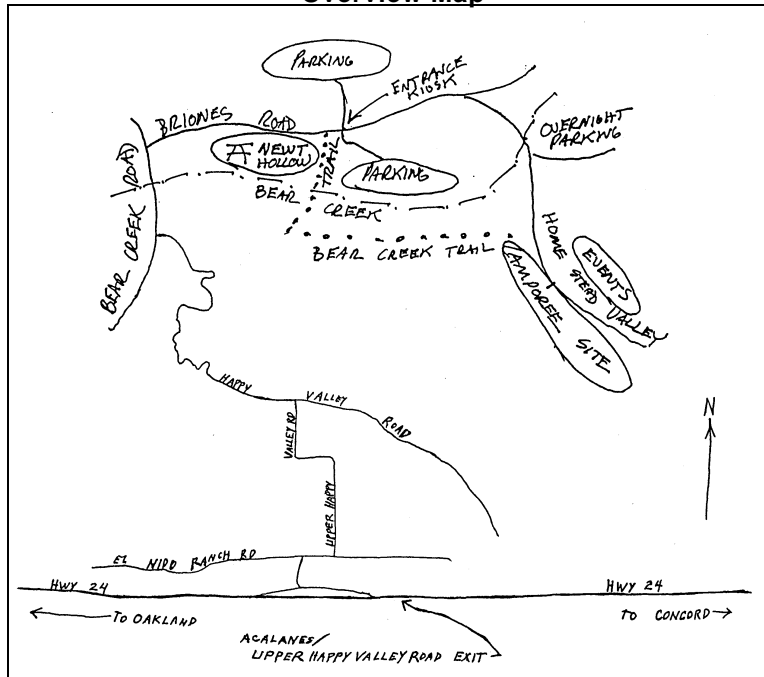 Overview Map
PARKING
ENTRANCE
KIOSK
BRIONES ROAD
OVERNIGHT
PARKING
NEWT
HOLLOW
TRAIL
PARKING
BEAR CREEK
BEAR CREEK ROAD
BEAR CREEK TRAIL
HOMESTEAD VALLEY
EVENTS
CAMPOREE SITE
HAPPY VALLEY ROAD
UPPER HAPPY
VALLEY RD
N
El NIDO RANCH RD
HWY 24
HWY 24
TO OAKLAND
TO CONCORD
ACALANES/
UPPER HAPPY VALLEY ROAD EXIT